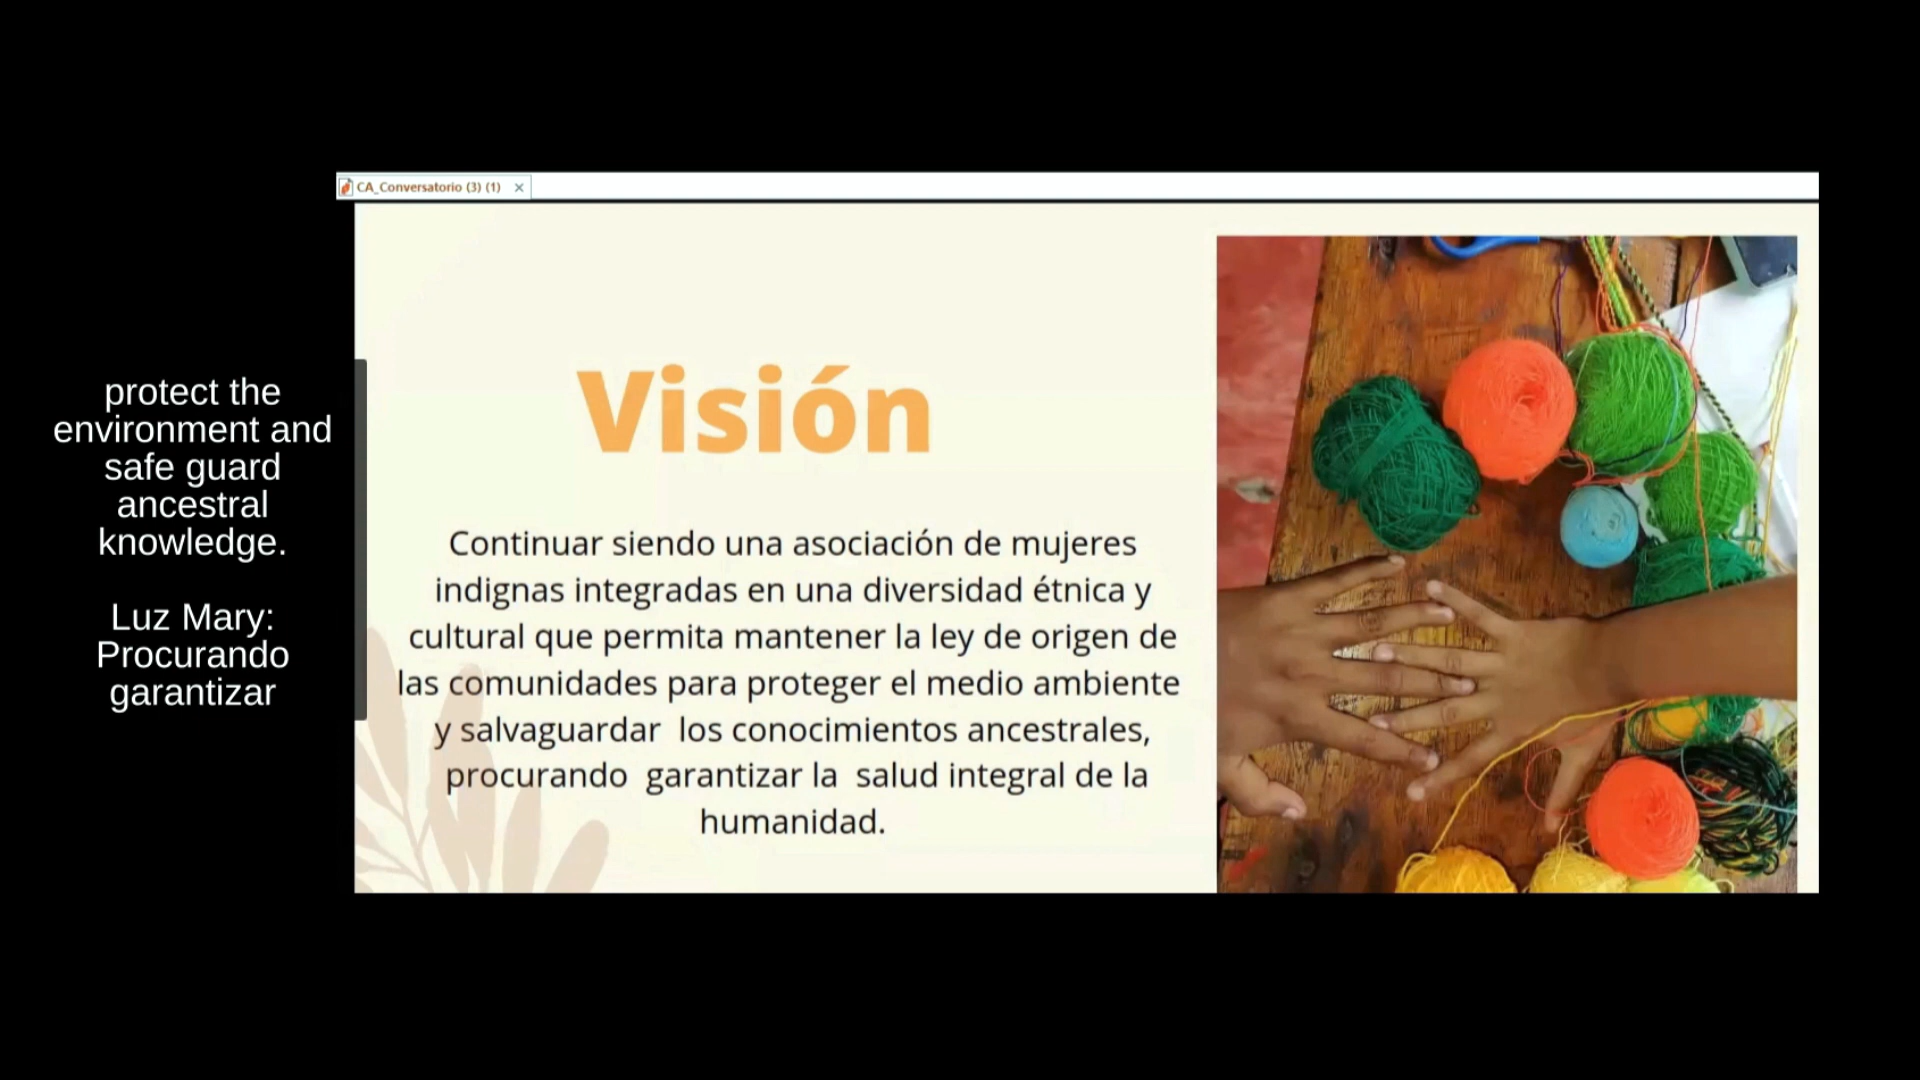 CA_Conversatorio (3) (1)
protect the
environment and
safe guard
ancestral
knowledge.
Luz Mary:
Procurando
garantizar
Visión
Continuar siendo una asociación de mujeres
indignas integradas en una diversidad étnica y
cultural que permita mantener la ley de origen de
las comunidades para proteger el medio ambiente
y salvaguardar los conocimientos ancestrales,
procurando garantizar la salud integral de la
humanidad.